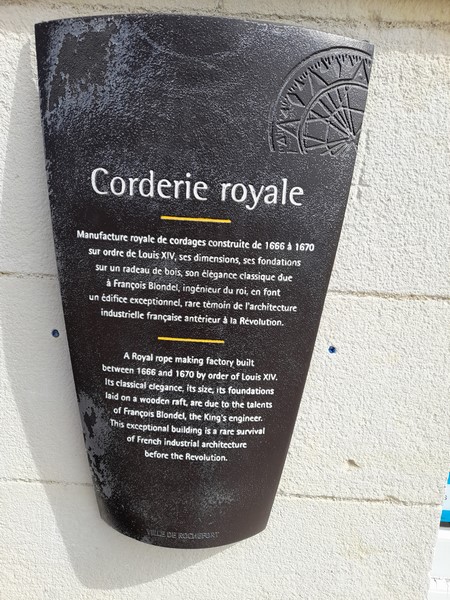 Corderie royale
Manufacture royale de cordages construite de 1666 à 1670
sur ordre de Louis XIV, ses dimensions, ses fondations
sur un radeau de bois, son élégance classique due
à François Blondel, ingénieur du roi, en font
un édifice exceptionnel, rare témoin de l'architecture
industrielle française antérieur à la Révolution.
A Royal rope making factory built
between 1666 and 1670 by order of Louis XIV.
Its classical elegance, its size, its foundations
laid on a wooden raft, are due to the talents
of François Blondel, the King's engineer.
This exceptional building is a rare survival
of French industrial architecture
before the Revolution.
VILLE DE ROCHEFORT